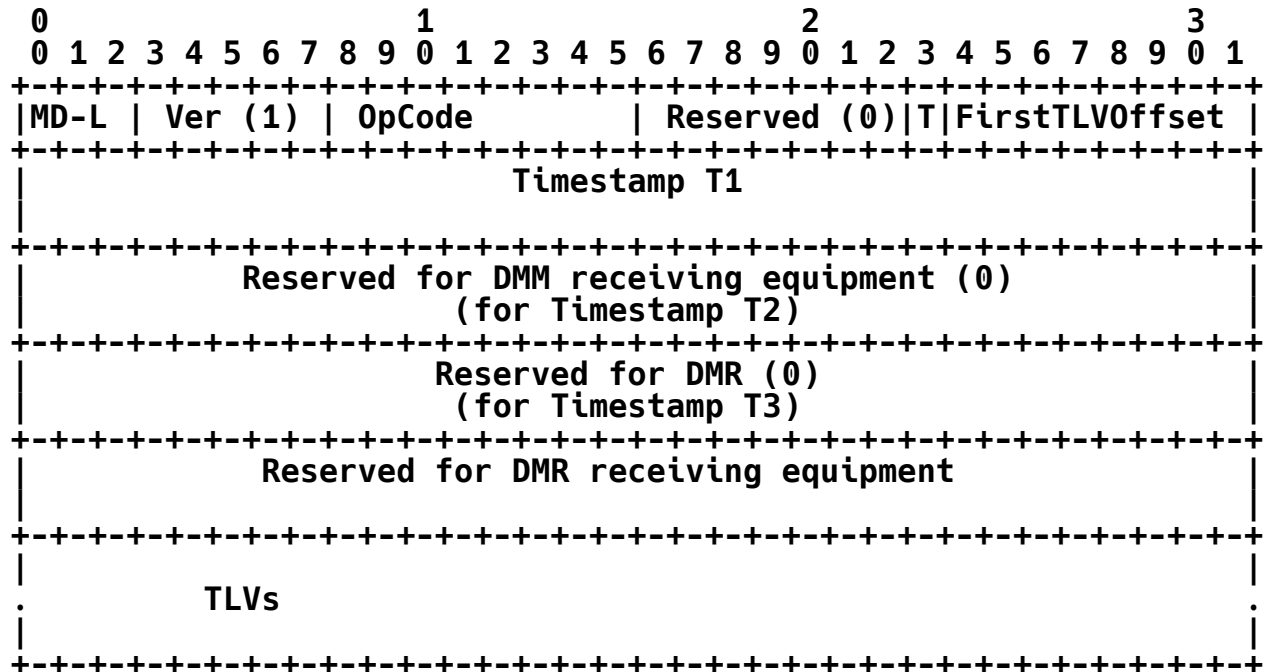 0                   1                   2                   3
 0 1 2 3 4 5 6 7 8 9 0 1 2 3 4 5 6 7 8 9 0 1 2 3 4 5 6 7 8 9 0 1
+-+-+-+-+-+-+-+-+-+-+-+-+-+-+-+-+-+-+-+-+-+-+-+-+-+-+-+-+-+-+-+-+
|MD-L | Ver (1) | OpCode        | Reserved (0)|T|FirstTLVOffset |
+-+-+-+-+-+-+-+-+-+-+-+-+-+-+-+-+-+-+-+-+-+-+-+-+-+-+-+-+-+-+-+-+
|                         Timestamp T1                          |
|                                                               |
+-+-+-+-+-+-+-+-+-+-+-+-+-+-+-+-+-+-+-+-+-+-+-+-+-+-+-+-+-+-+-+-+
|           Reserved for DMM receiving equipment (0)            |
|                      (for Timestamp T2)                       |
+-+-+-+-+-+-+-+-+-+-+-+-+-+-+-+-+-+-+-+-+-+-+-+-+-+-+-+-+-+-+-+-+
|                     Reserved for DMR (0)                      |
|                      (for Timestamp T3)                       |
+-+-+-+-+-+-+-+-+-+-+-+-+-+-+-+-+-+-+-+-+-+-+-+-+-+-+-+-+-+-+-+-+
|            Reserved for DMR receiving equipment               |
|                                                               |
+-+-+-+-+-+-+-+-+-+-+-+-+-+-+-+-+-+-+-+-+-+-+-+-+-+-+-+-+-+-+-+-+
|                                                               |
.         TLVs                                                  .
|                                                               |
+-+-+-+-+-+-+-+-+-+-+-+-+-+-+-+-+-+-+-+-+-+-+-+-+-+-+-+-+-+-+-+-+